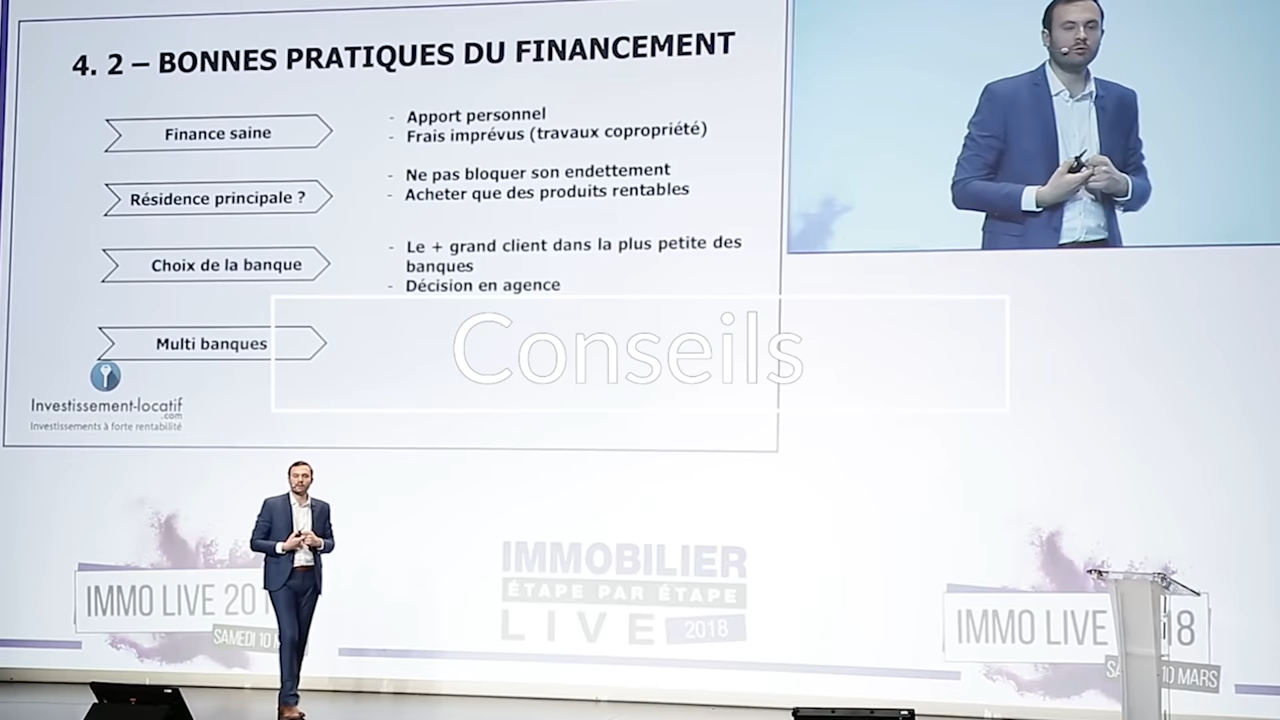 4. 2 – BONNES PRATIQUES DU FINANCEMENT
Finance saine
- Apport personnel
- Frais imprévus (travaux copropriété)
Résidence principale ?
- Ne pas bloquer son endettement
- Acheter que des produits rentables
Choix de la banque
- Le + grand client dans la plus petite des
banques
- Décision en agence
Multi banques
Conseils
Investissement-locatif
.com
Investissements à forte rentabilité
IMMO LIVE 201
SAMEDI 10
IMMOBILIER
ÉTAPE PAR ÉTAPE
LIVE 2018
IMMO LIVE 18
10 MARS